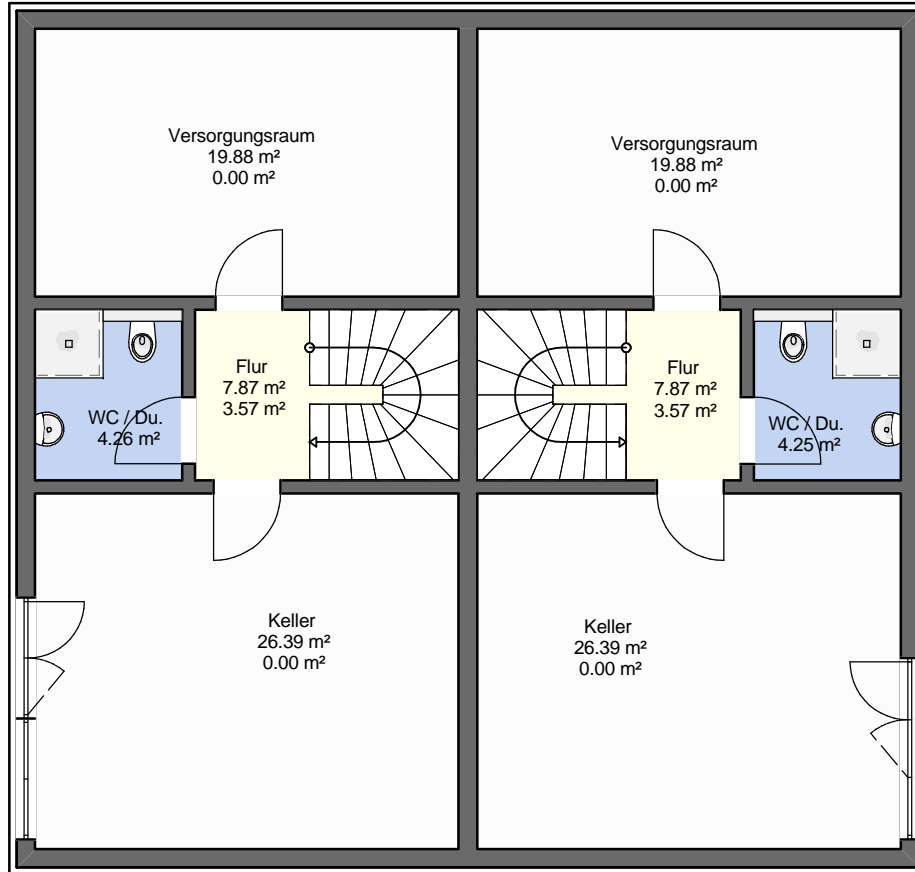 Versorgungsraum
19.88 m²
0.00 m²
Versorgungsraum
19.88 m²
0.00 m²
WC / Du.
4.26 m²
Flur
7.87 m²
3.57 m²
Flur
7.87 m²
3.57 m²
WC / Du.
4.25 m²
Keller
26.39 m²
0.00 m²
Keller
26.39 m²
0.00 m²